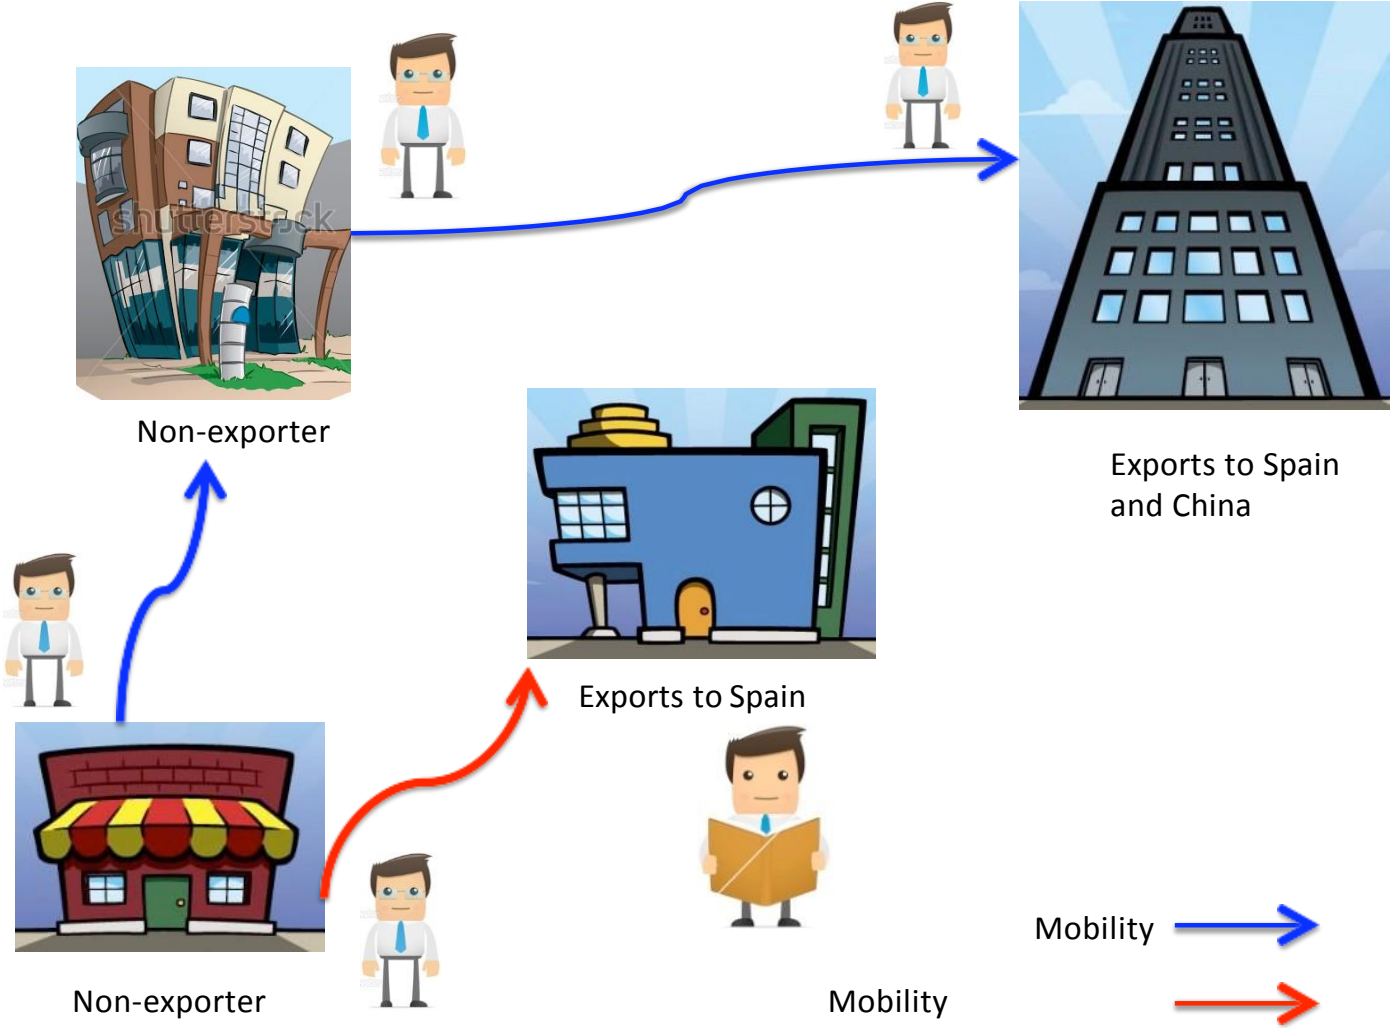 shutterstock
Non-exporter
Exports to Spain
and China
Exports to Spain
Mobility
Non-exporter
Mobility